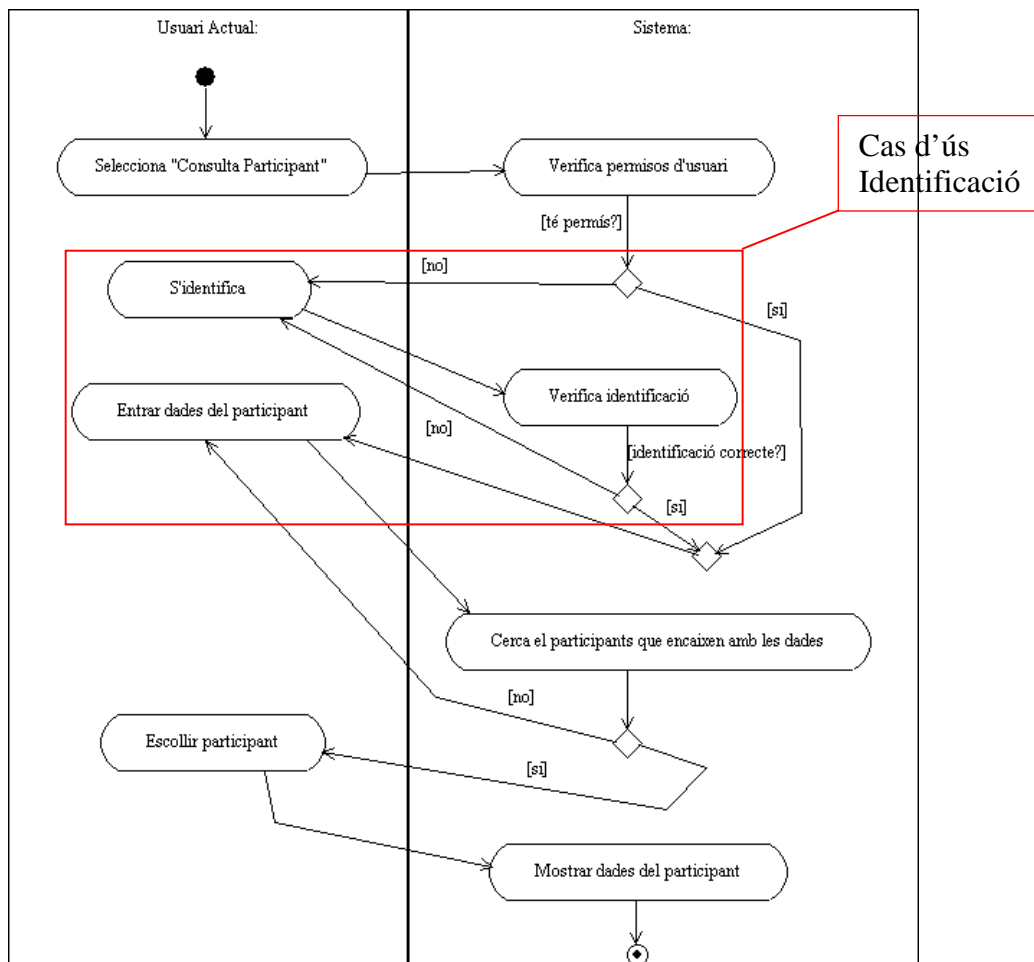 Usuari Actual:
Sistema:
Selecciona "Consulta Participant"
Verifica permisos d'usuari
Cas d'ús
Identificació
[té permís?]
[no]
S'identifica
[si]
Verifica identificació
Entrar dades del participant
[no]
[identificació correcte?]
[si]
Cerca el participants que encaixen amb les dades
[no]
Escollir participant
[si]
Mostrar dades del participant